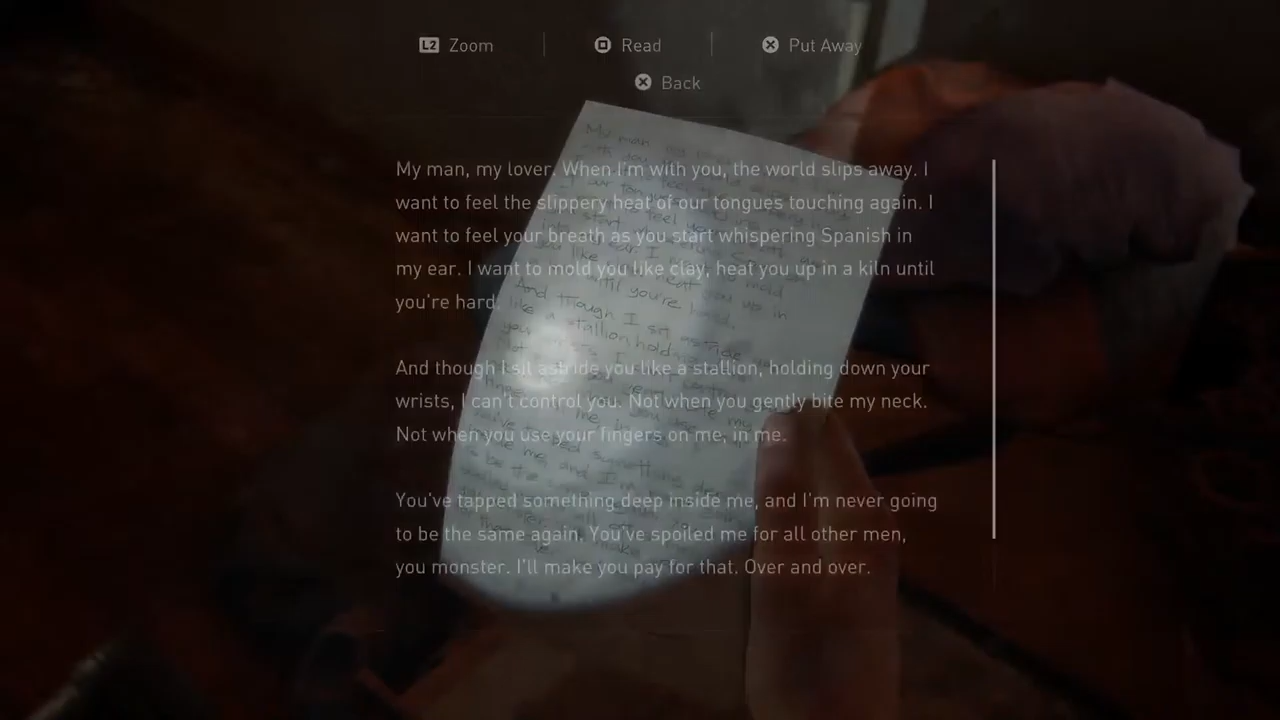 L2 Zoom | Read | Put Away
Back
My man, my lover. When I'm with you, the world slips away. I
want to feel the slippery heat of our tongues touching again. I
want to feel your breath as you start whispering Spanish in
my ear. I want to mold you like clay, heat you up in a kiln until
you're hard.
And though I sit astride you like a stallion, holding down your
wrists, I can't control you. Not when you gently bite my neck.
Not when you use your fingers on me, in me.
You've tapped something deep inside me, and I'm never going
to be the same again. You've spoiled me for all other men,
you monster. I'll make you pay for that. Over and over.